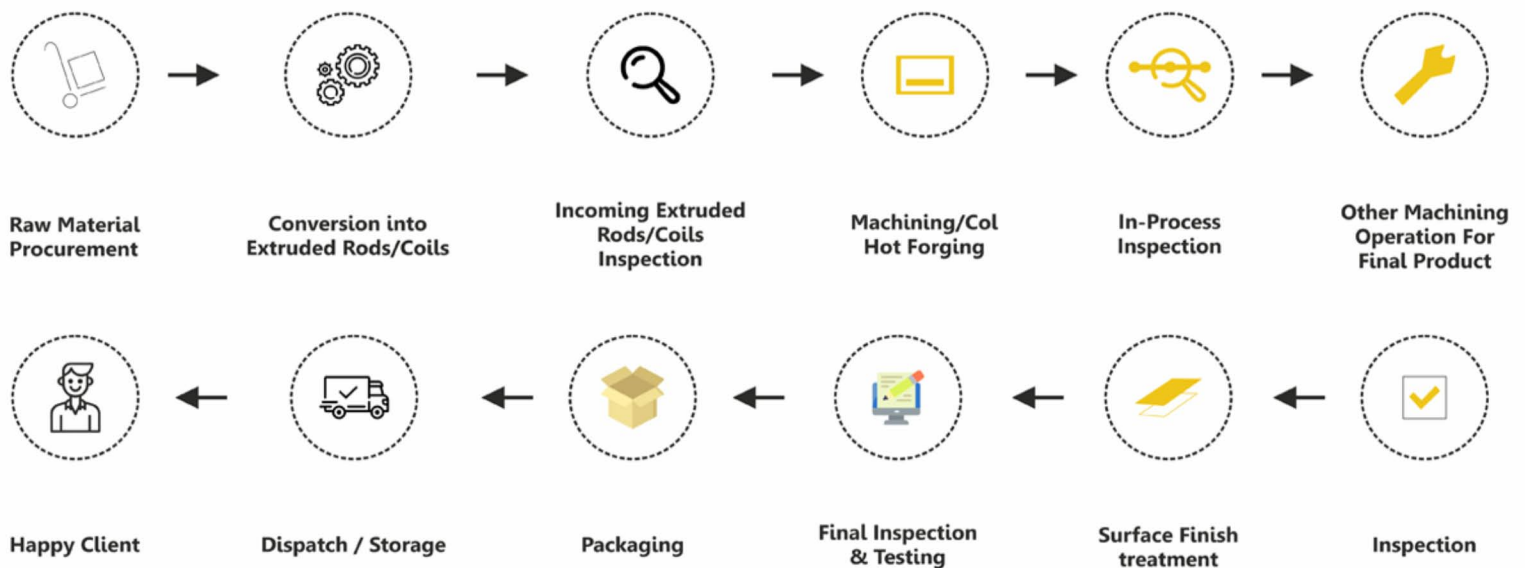 Raw Material
Procurement
Conversion into
Extruded Rods/Coils
Incoming Extruded
Rods/Coils
Inspection
Machining/Col
Hot Forging
In-Process
Inspection
Other Machining
Operation For
Final Product
Happy Client
Dispatch / Storage
Packaging
Final Inspection
& Testing
Surface Finish
treatment
Inspection